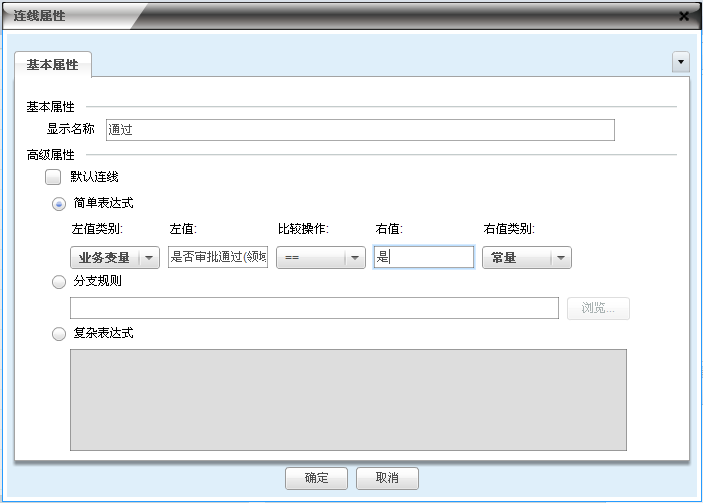 连线属性
基本属性
基本属性
显示名称 通过
高级属性
默认连线
简单表达式
左值类别: 左值: 比较操作: 右值: 右值类别:
业务变量 是否审批通过(领域 == 是 常量
分支规则
浏览...
复杂表达式
确定 取消